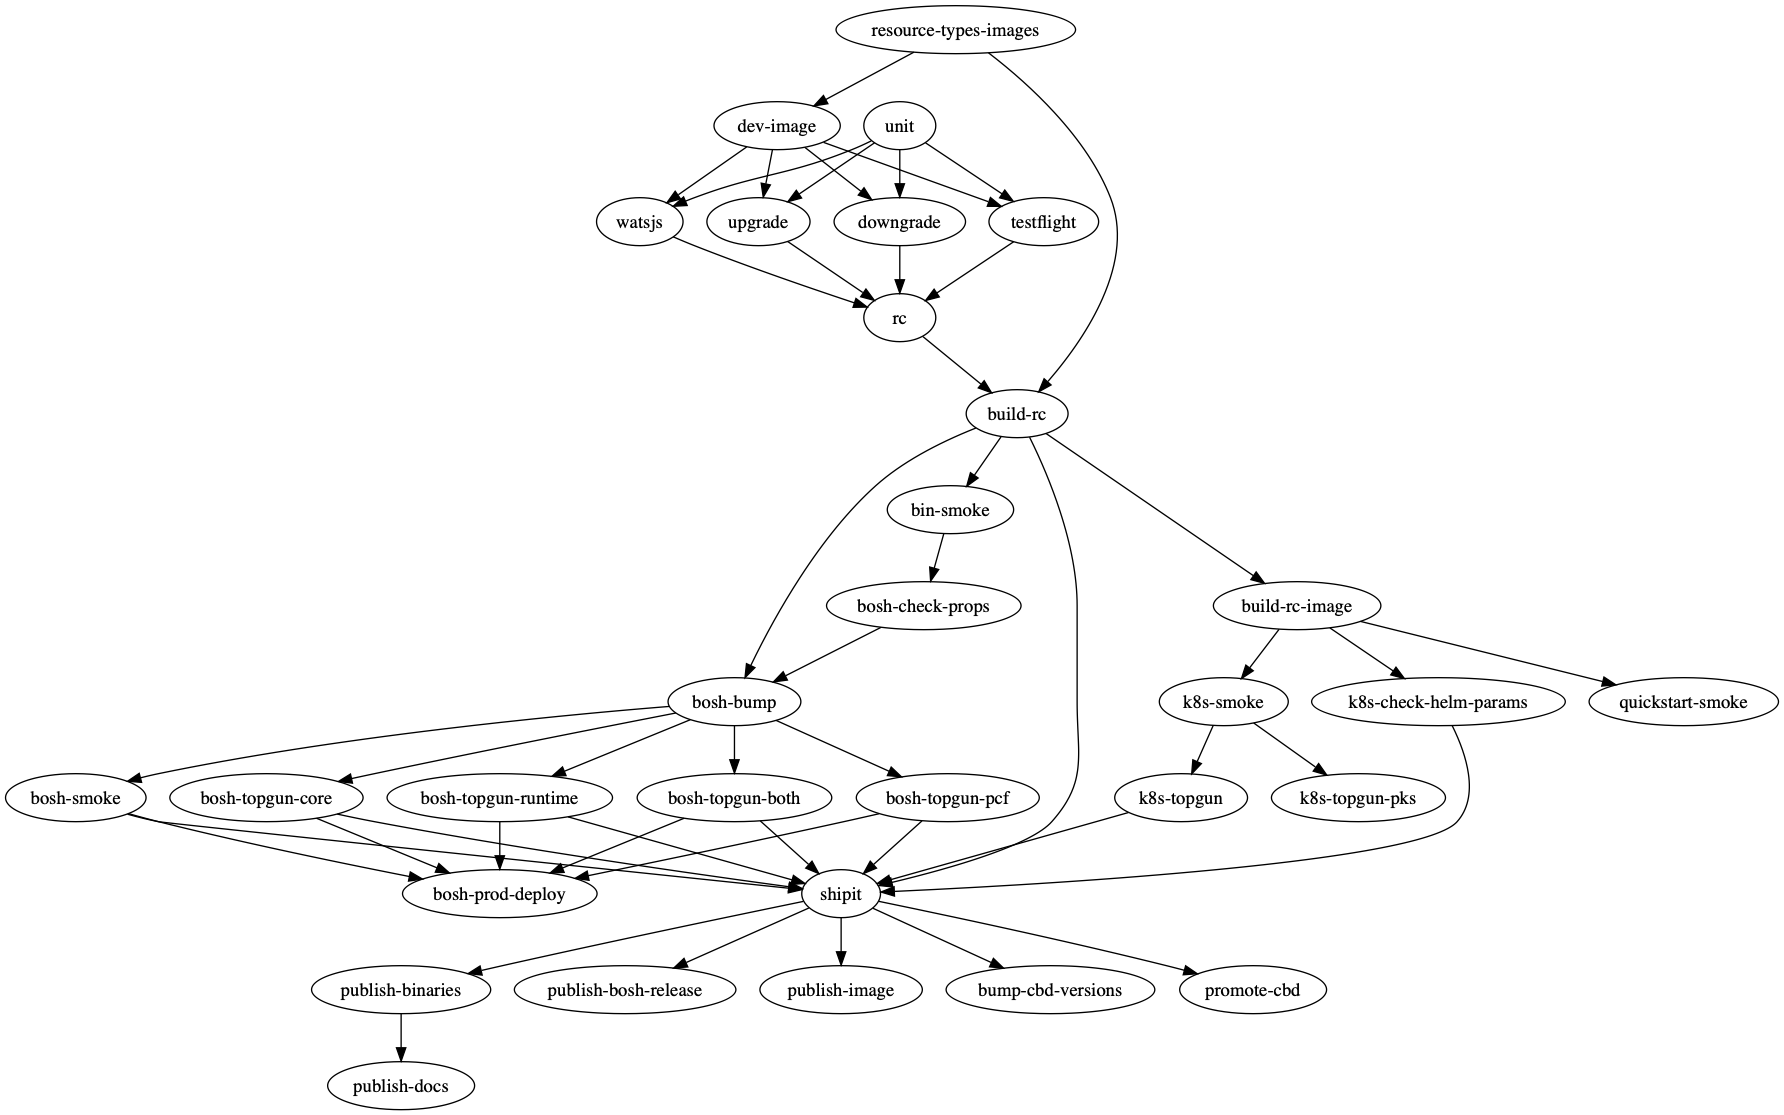 resource-types-images
dev-image
unit
watsjs
upgrade
downgrade
testflight
rc
build-rc
bin-smoke
bosh-check-props
build-rc-image
bosh-bump
k8s-smoke
k8s-check-helm-params
quickstart-smoke
bosh-smoke
bosh-topgun-core
bosh-topgun-runtime
bosh-topgun-both
bosh-topgun-pcf
k8s-topgun
k8s-topgun-pks
bosh-prod-deploy
shipit
publish-binaries
publish-bosh-release
publish-image
bump-cbd-versions
promote-cbd
publish-docs